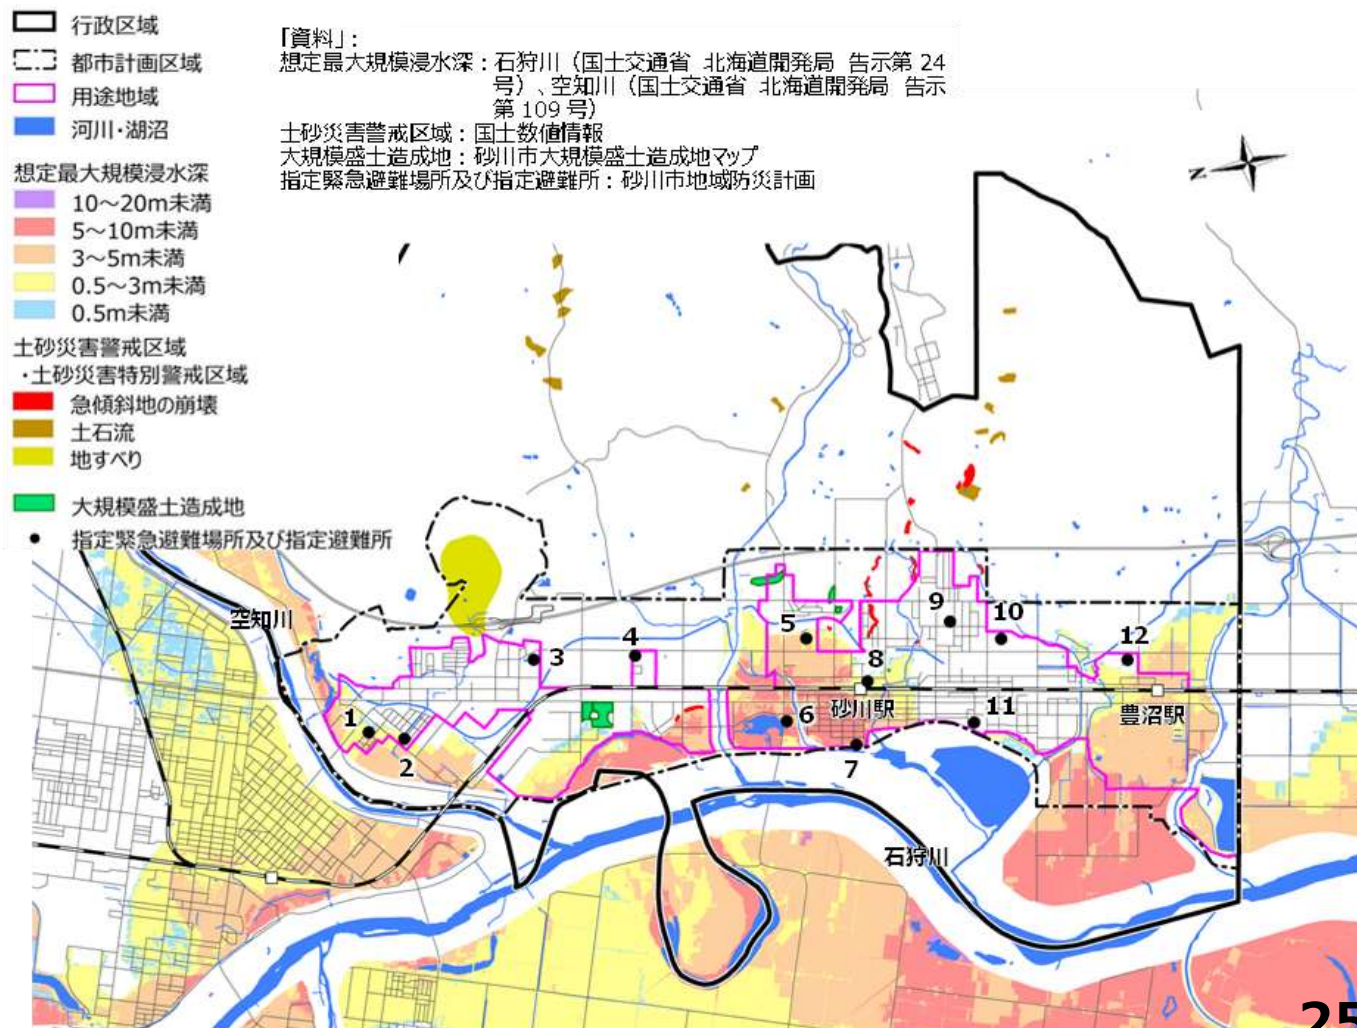 行政区域
都市計画区域
用途地域
河川・湖沼
想定最大規模浸水深
10～20m未満
5～10m未満
3～5m未満
0.5～3m未満
0.5m未満
土砂災害警戒区域
・土砂災害特別警戒区域
急傾斜地の崩壊
土石流
地すべり
大規模盛土造成地
指定緊急避難場所及び指定避難所
「資料」：
想定最大規模浸水深：石狩川（国土交通省 北海道開発局 告示第 24
号）、空知川（国土交通省 北海道開発局 告示
第 109 号）
土砂災害警戒区域：国土数値情報
大規模盛土造成地：砂川市大規模盛土造成地マップ
指定緊急避難場所及び指定避難所：砂川市地域防災計画
N
空知川
1
2
3
4
5
6
7
8
9
10
11
12
砂川駅
豊沼駅
石狩川
25